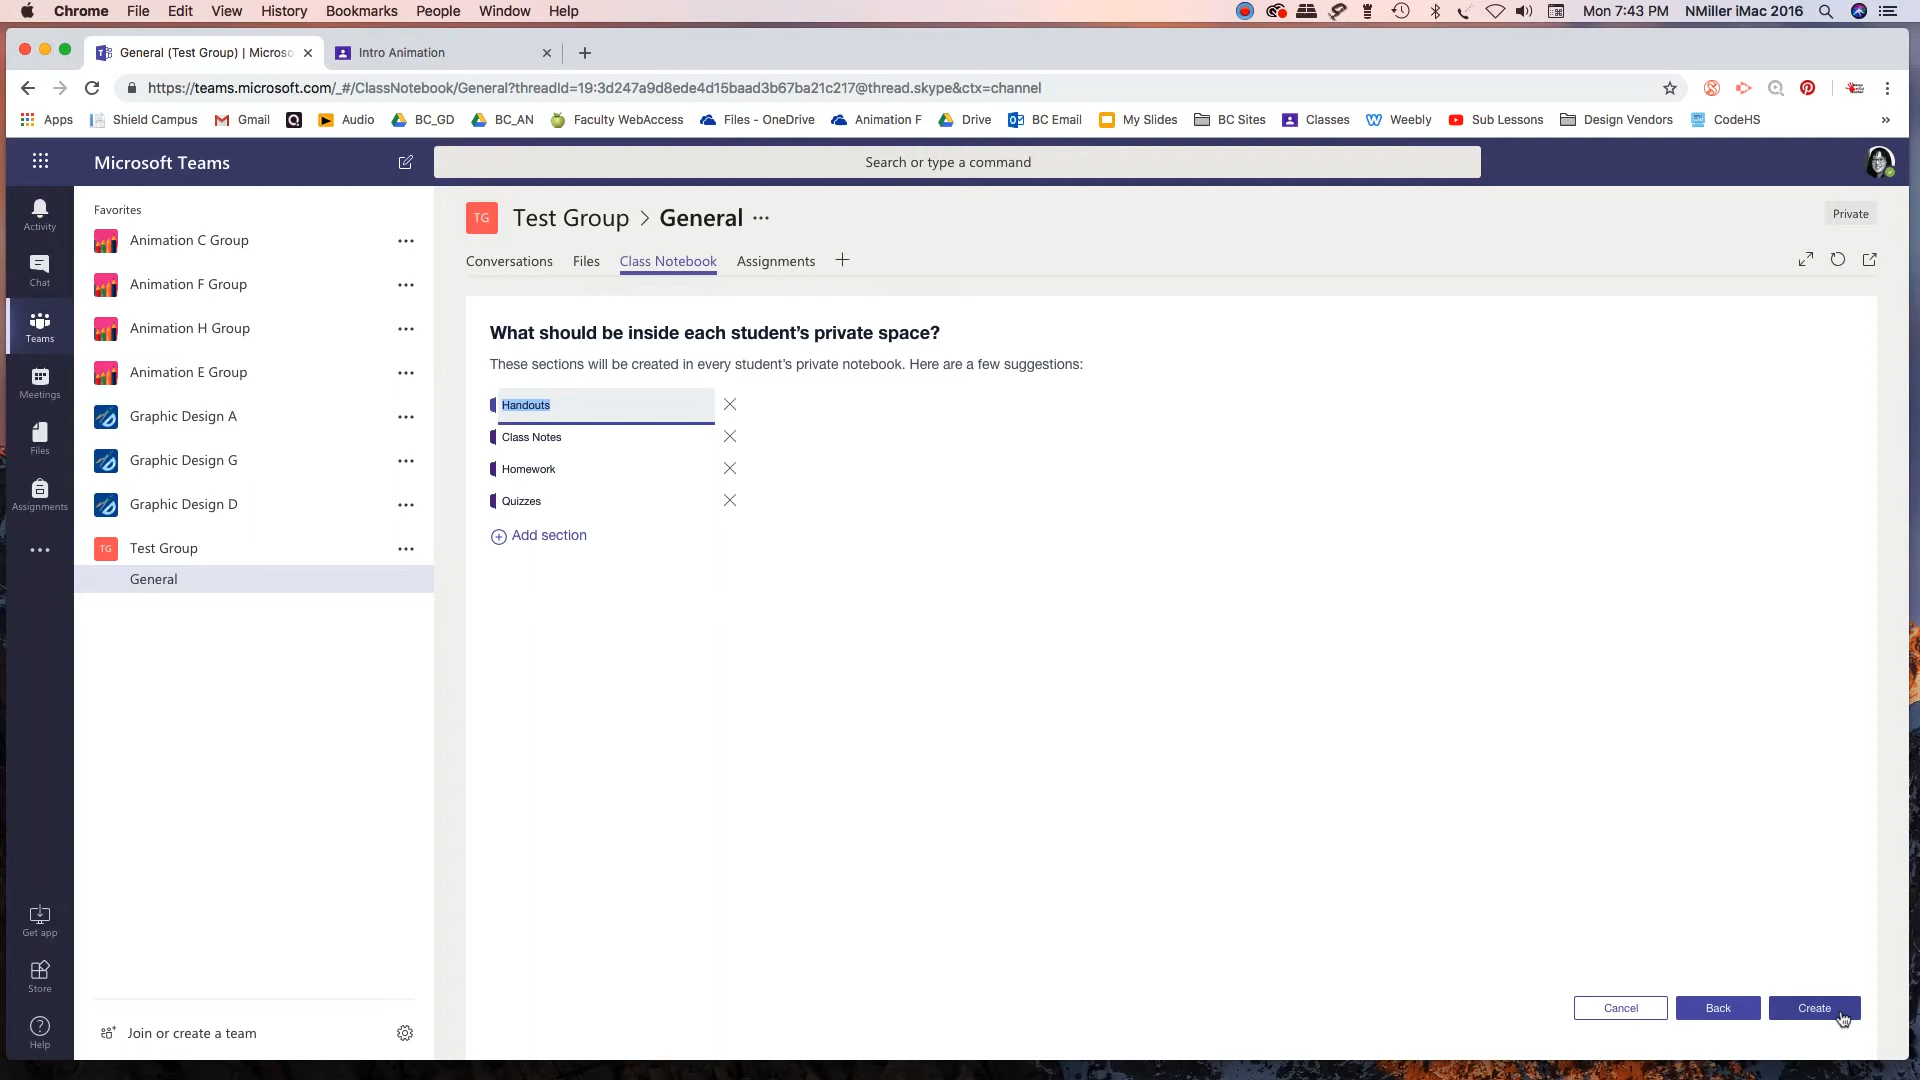 Chrome File Edit View History Bookmarks People Window Help Mon 7:43 PM NMiller iMac 2016
General (Test Group) | Microso
Intro Animation
https://teams.microsoft.com/_#/ClassNotebook/General?threadId=19:3d247a9d8ede4d15baad3b67ba21c217@thread.skype&ctx=channel
Apps Shield Campus Gmail Audio BC_GD BC_AN Faculty WebAccess Files - OneDrive Animation F Drive BC Email My Slides BC Sites Classes Weebly Sub Lessons Design Vendors CodeHS »
Microsoft Teams
Search or type a command
Activity
Chat
Teams
Meetings
Files
Assignments
Get app
Store
Help
Favorites
Animation C Group
Animation F Group
Animation H Group
Animation E Group
Graphic Design A
Graphic Design G
Graphic Design D
TG Test Group
General
Join or create a team
TG Test Group > General ...
Private
Conversations Files Class Notebook Assignments
What should be inside each student’s private space?
These sections will be created in every student’s private notebook. Here are a few suggestions:
Handouts
Class Notes
Homework
Quizzes
Add section
Cancel Back Create